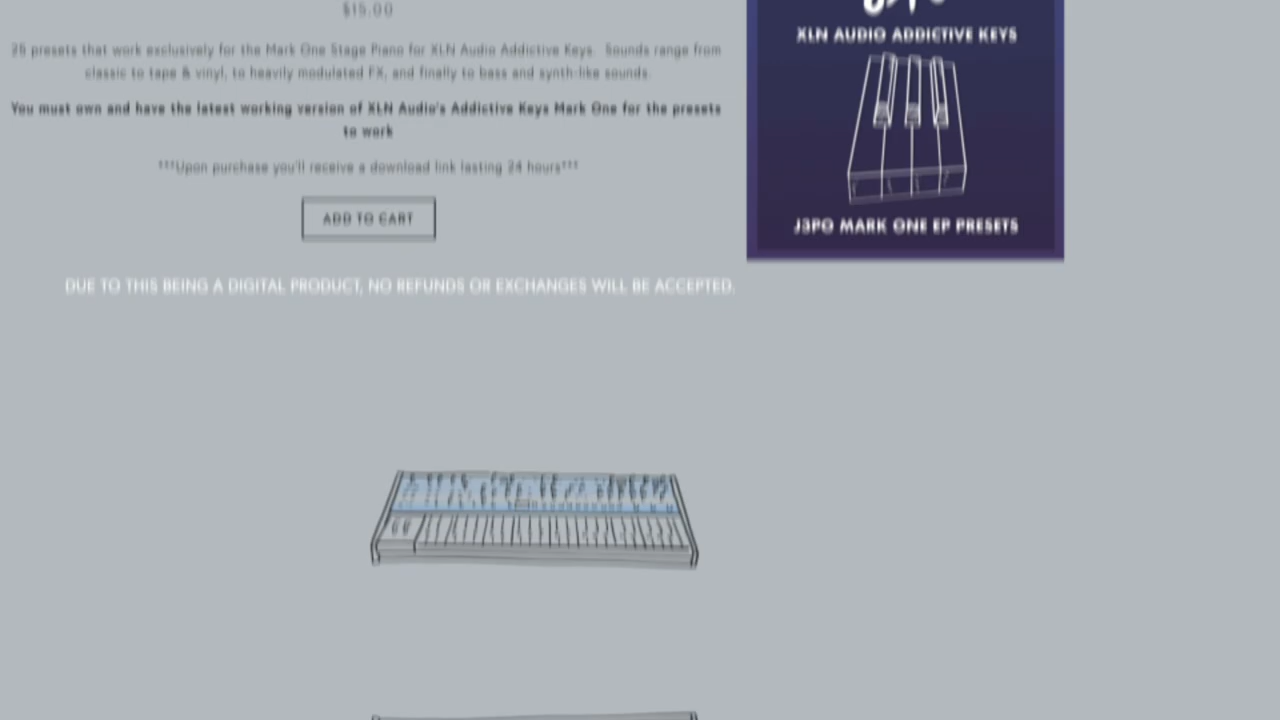 $15.00
25 presets that work exclusively for the Mark One Stage Piano for XLN Audio Addictive Keys. Sounds range from
classic to tape & vinyl, to heavily modulated FX, and finally to bass and synth-like sounds.
You must own and have the latest working version of XLN Audio's Addictive Keys Mark One for the presets
to work
***Upon purchase you'll receive a download link lasting 24 hours***
ADD TO CART
DUE TO THIS BEING A DIGITAL PRODUCT, NO REFUNDS OR EXCHANGES WILL BE ACCEPTED.
XLN AUDIO ADDICTIVE KEYS
J3PO MARK ONE EP PRESETS